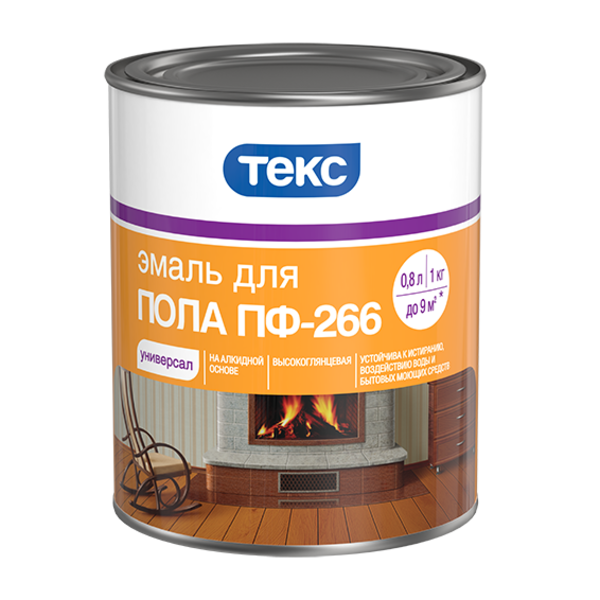 текс
эмаль для
ПОЛА ПФ-266
0,8 л | 1 кг
до 9 м² *
универсал
НА АЛКИДНОЙ
ОСНОВЕ
ВЫСОКОГЛЯНЦЕВАЯ
УСТОЙЧИВА К ИСТИРАНИЮ,
ВОЗДЕЙСТВИЮ ВОДЫ И
БЫТОВЫХ МОЮЩИХ СРЕДСТВ